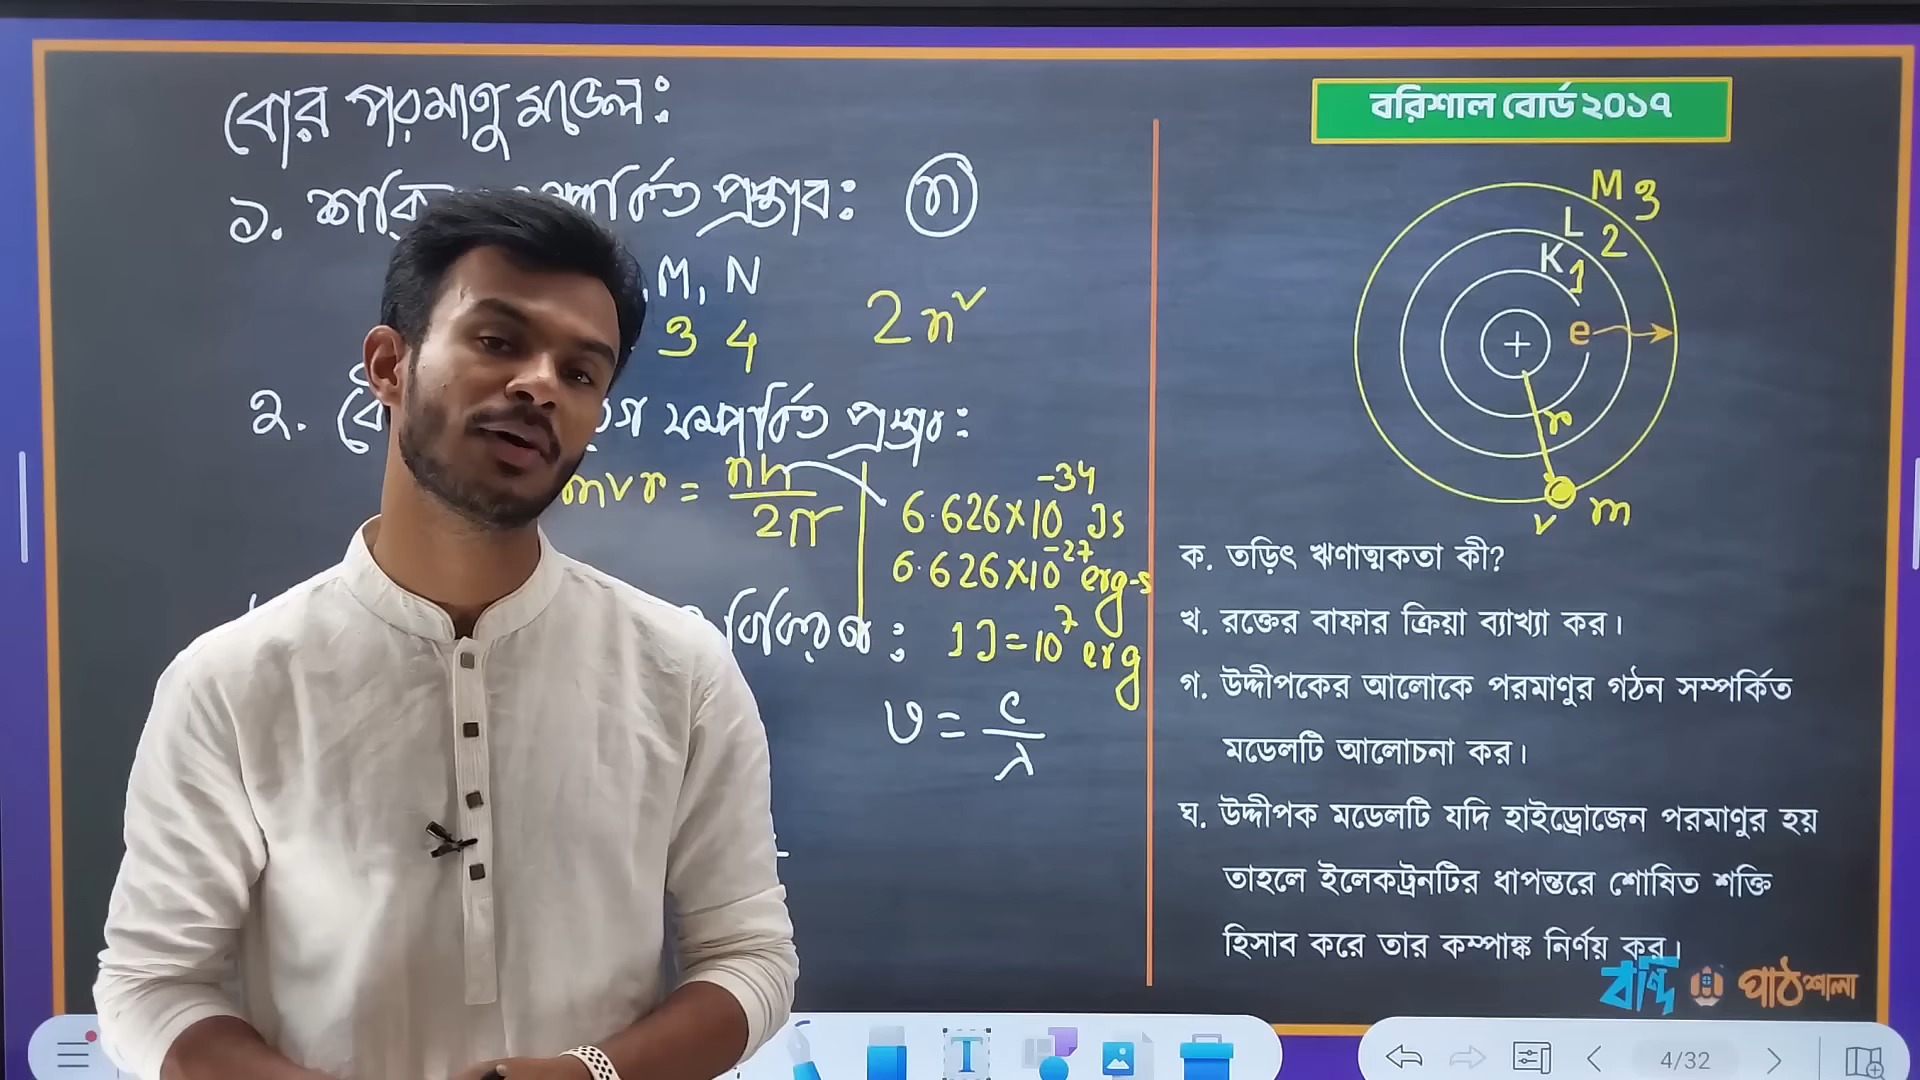 বোর পরমাণু মডেল:
১. সম্পর্কিত প্রস্তাব: n
M, N
3 4
2n²
২. সম্পর্কিত প্রস্তাব:
mvr = nh/2π
6.626×10⁻³⁴ Js
6.626×10⁻²⁷ erg-s
বিকিরণ: 1J = 10⁷ erg
υ = c/λ
বরিশাল বোর্ড ২০১৭
M 3
L 2
K 1
e
+
r
v m
ক. তড়িৎ ঋণাত্মকতা কী?
খ. রক্তের বাফার ক্রিয়া ব্যাখ্যা কর।
গ. উদ্দীপকের আলোকে পরমাণুর গঠন সম্পর্কিত
মডেলটি আলোচনা কর।
ঘ. উদ্দীপক মডেলটি যদি হাইড্রোজেন পরমাণুর হয়
তাহলে ইলেকট্রনটির ধাপন্তরে শোষিত শক্তি
হিসাব করে তার কম্পাঙ্ক নির্ণয় কর।
বন্দি পাঠশালা
T
4/32